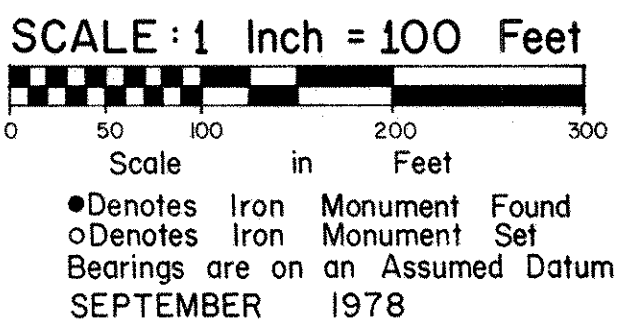 SCALE : 1 Inch = 100 Feet
0 50 100 200 300
Scale in Feet
●Denotes Iron Monument Found
○Denotes Iron Monument Set
Bearings are on an Assumed Datum
SEPTEMBER 1978